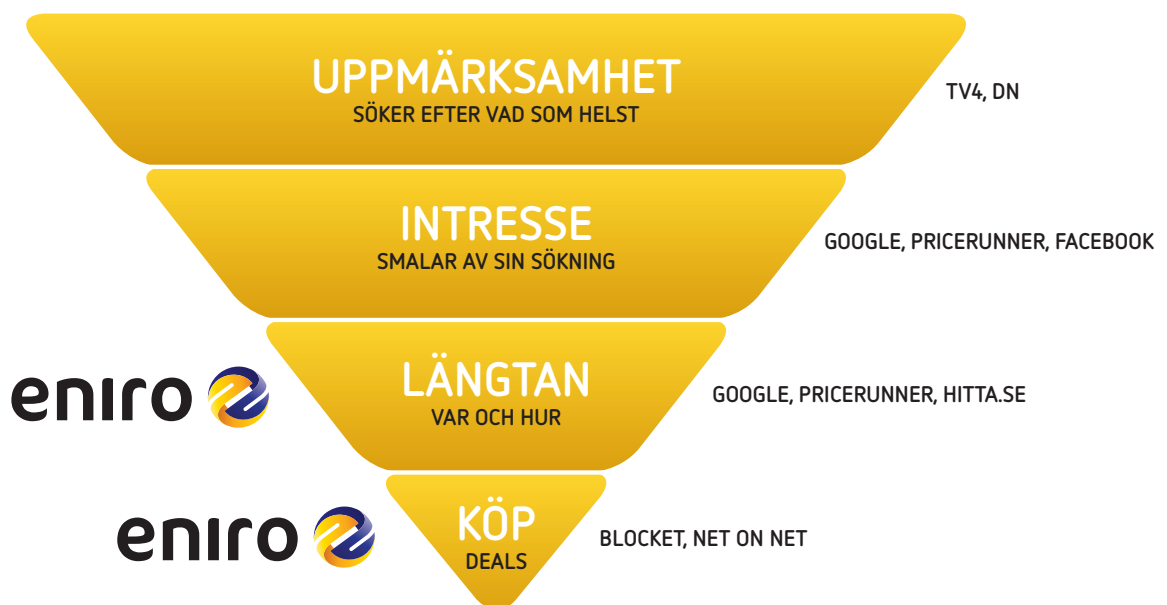 UPPMÄRKSAMHET
SÖKER EFTER VAD SOM HELST
TV4, DN
INTRESSE
SMALAR AV SIN SÖKNING
GOOGLE, PRICERUNNER, FACEBOOK
eniro
LÄNGTAN
VAR OCH HUR
GOOGLE, PRICERUNNER, HITTA.SE
eniro
KÖP
DEALS
BLOCKET, NET ON NET